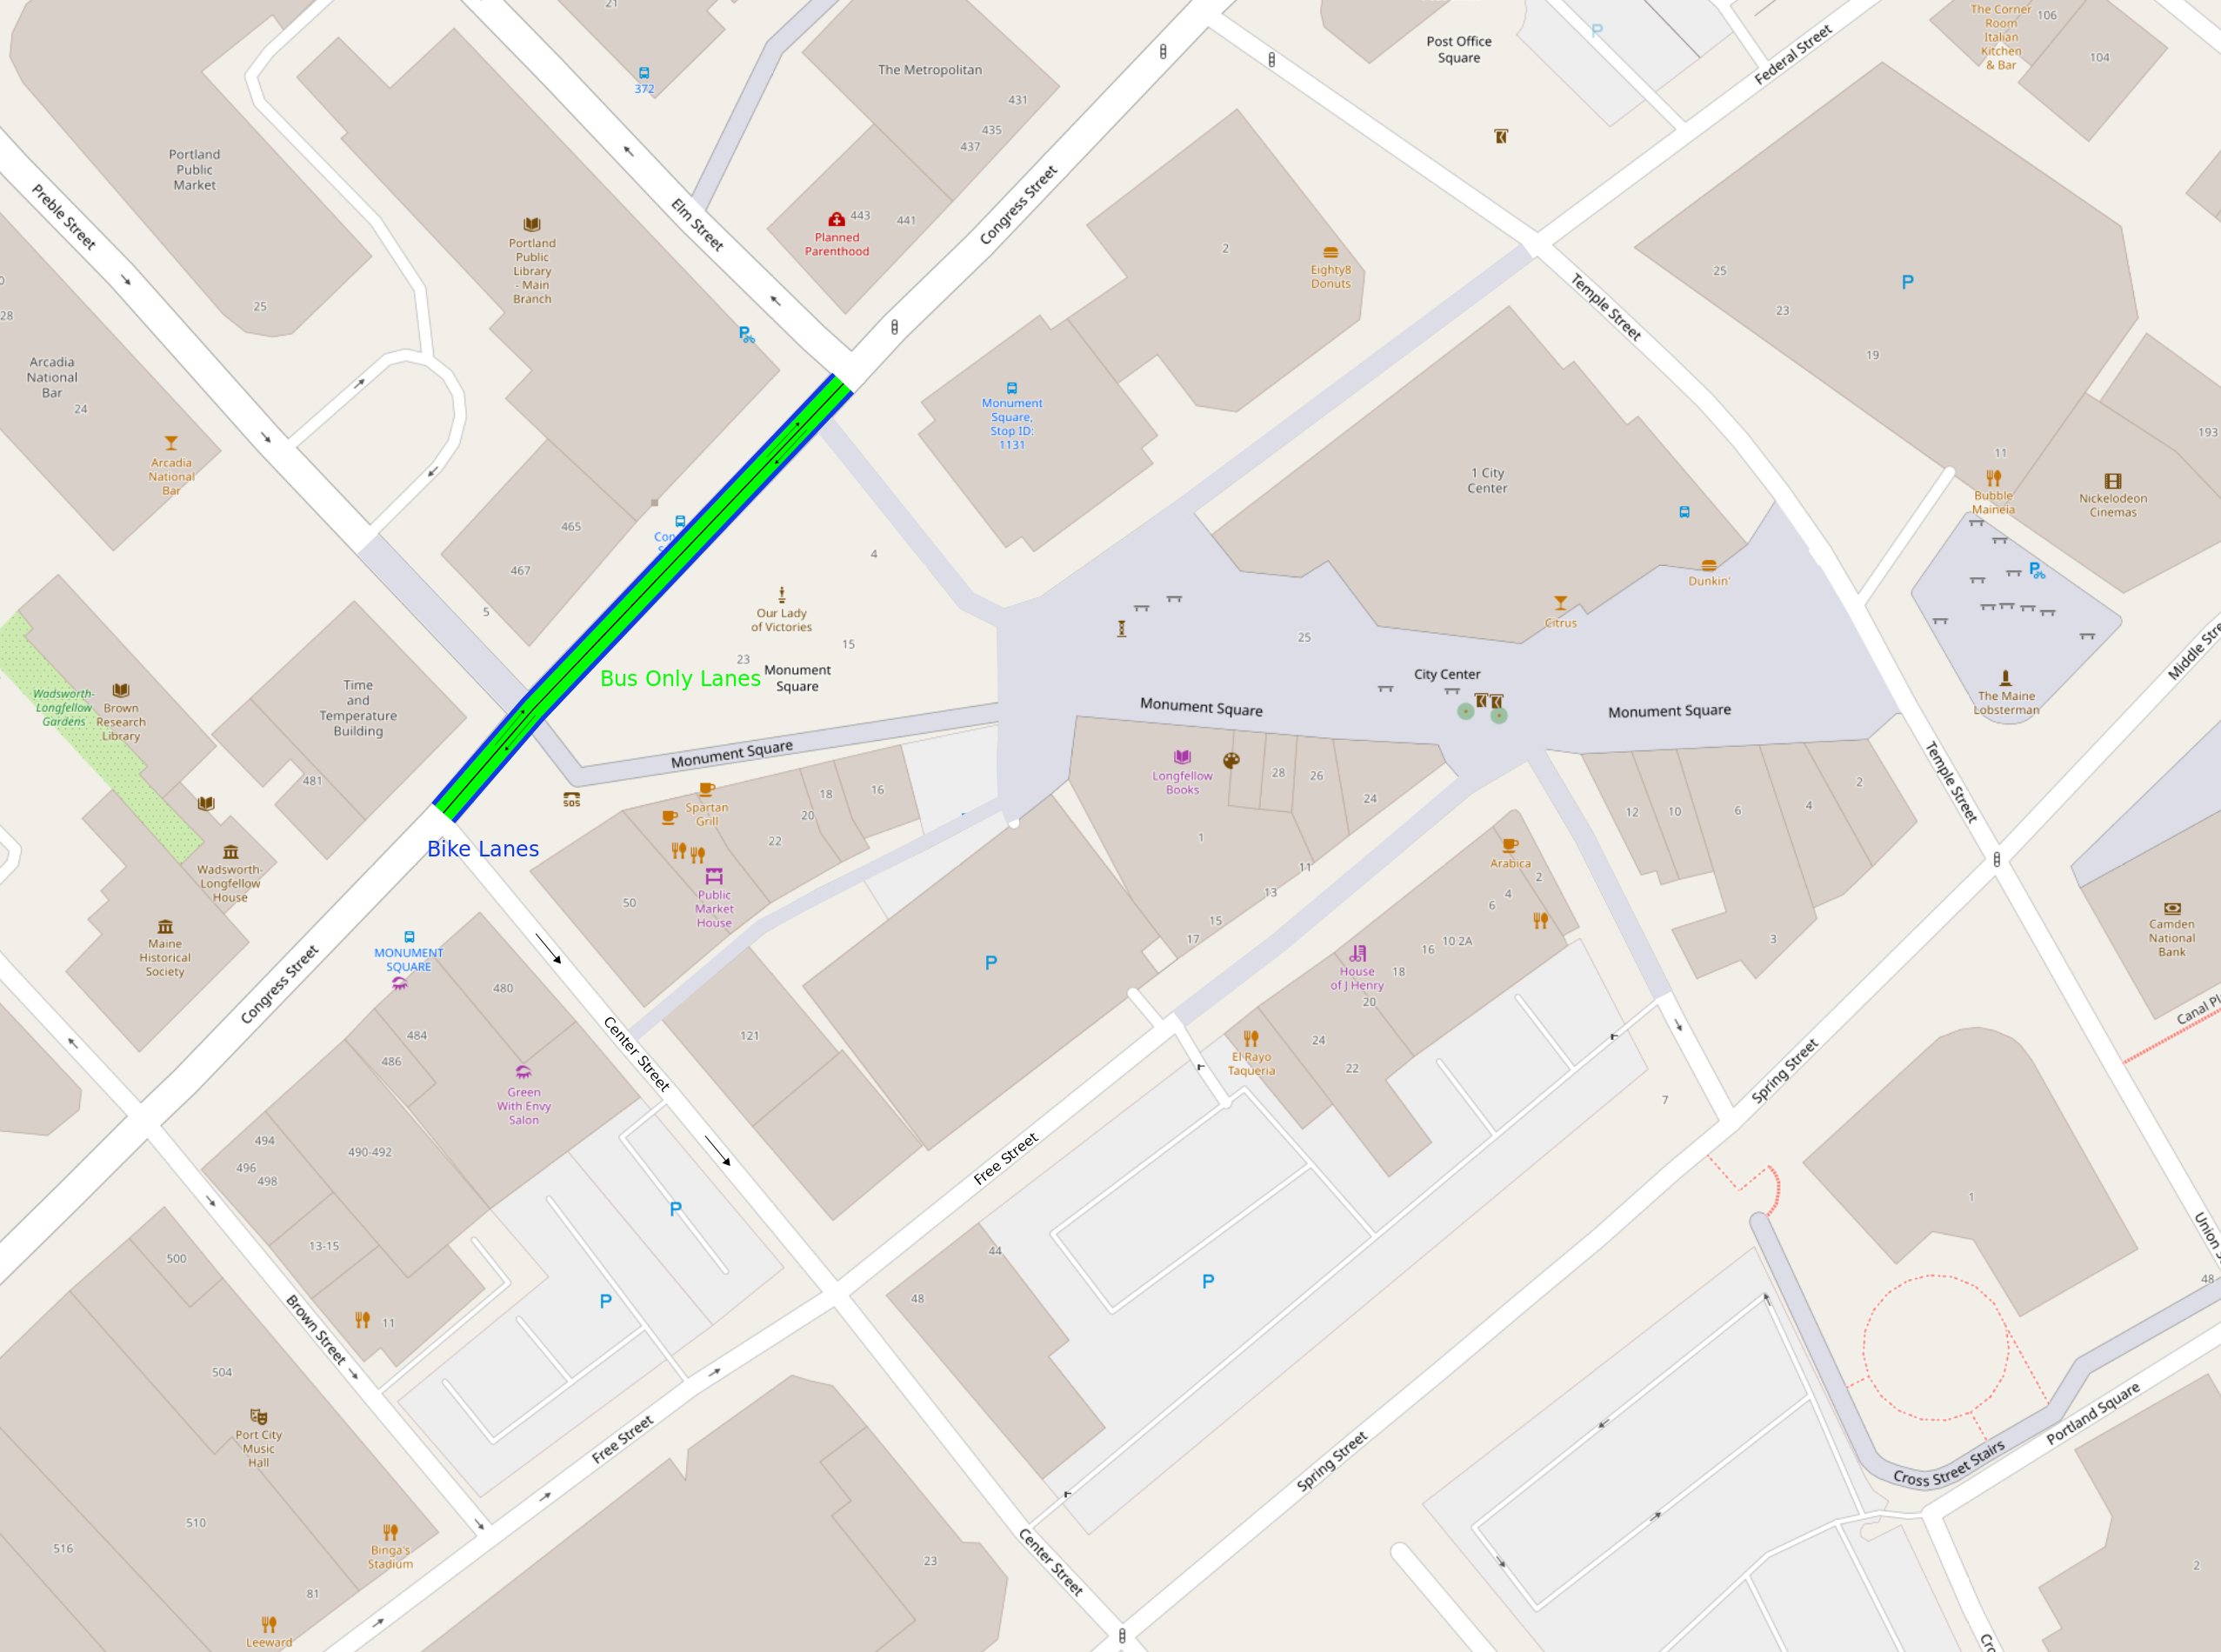 21
372
The Metropolitan
431
435
437
443
441
Planned
Parenthood
Post Office
Square
P
Federal Street
The Corner
Room
Italian
Kitchen
& Bar
106
104
Portland
Public
Market
25
Preble Street
Portland
Public
Library
- Main
Branch
Elm Street
Congress Street
2
Eighty8
Donuts
Temple Street
25
23
19
11
P
193
28
Arcadia
National
Bar
24
Arcadia
National
Bar
P
Monument
Square,
Stop ID:
1131
1 City
Center
Bubble
Maineia
Nickelodeon
Cinemas
P
465
467
5
4
Our Lady
of Victories
15
23
Monument
Square
Bus Only Lanes
Dunkin'
Citrus
25
City Center
Monument Square
Monument Square
Monument Square
The Maine
Lobsterman
Wadsworth-
Longfellow
Gardens
Brown
Research
Library
Time
and
Temperature
Building
481
Bike Lanes
SOS
Spartan
Grill
18
16
20
22
50
Public
Market
House
Longfellow
Books
28
26
24
1
11
13
15
17
Arabica
2
4
6
10 2A
16
18
20
House
of J Henry
24
22
El Rayo
Taqueria
12
10
6
4
2
3
Temple Street
Camden
National
Bank
Wadsworth-
Longfellow
House
Maine
Historical
Society
MONUMENT
SQUARE
Congress Street
480
484
486
Green
With Envy
Salon
Center Street
121
P
7
Spring Street
494
496
498
490-492
13-15
500
11
Brown Street
P
P
Free Street
44
48
P
1
48
504
Port City
Music
Hall
510
516
Binga's
Stadium
81
Leeward
Free Street
23
Center Street
Spring Street
Cross Street Stairs
Portland Square
2